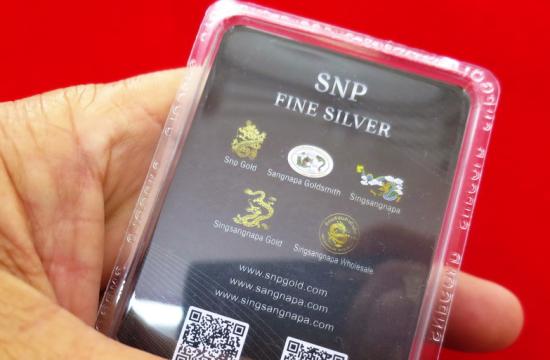 SNP
FINE SILVER
Snp Gold
Sangnapa Goldsmith
Singsangnapa
Singsangnapa Gold
Singsangnapa Wholesale
www.snpgold.com
www.sangnapa.com
www.singsangnapa.com